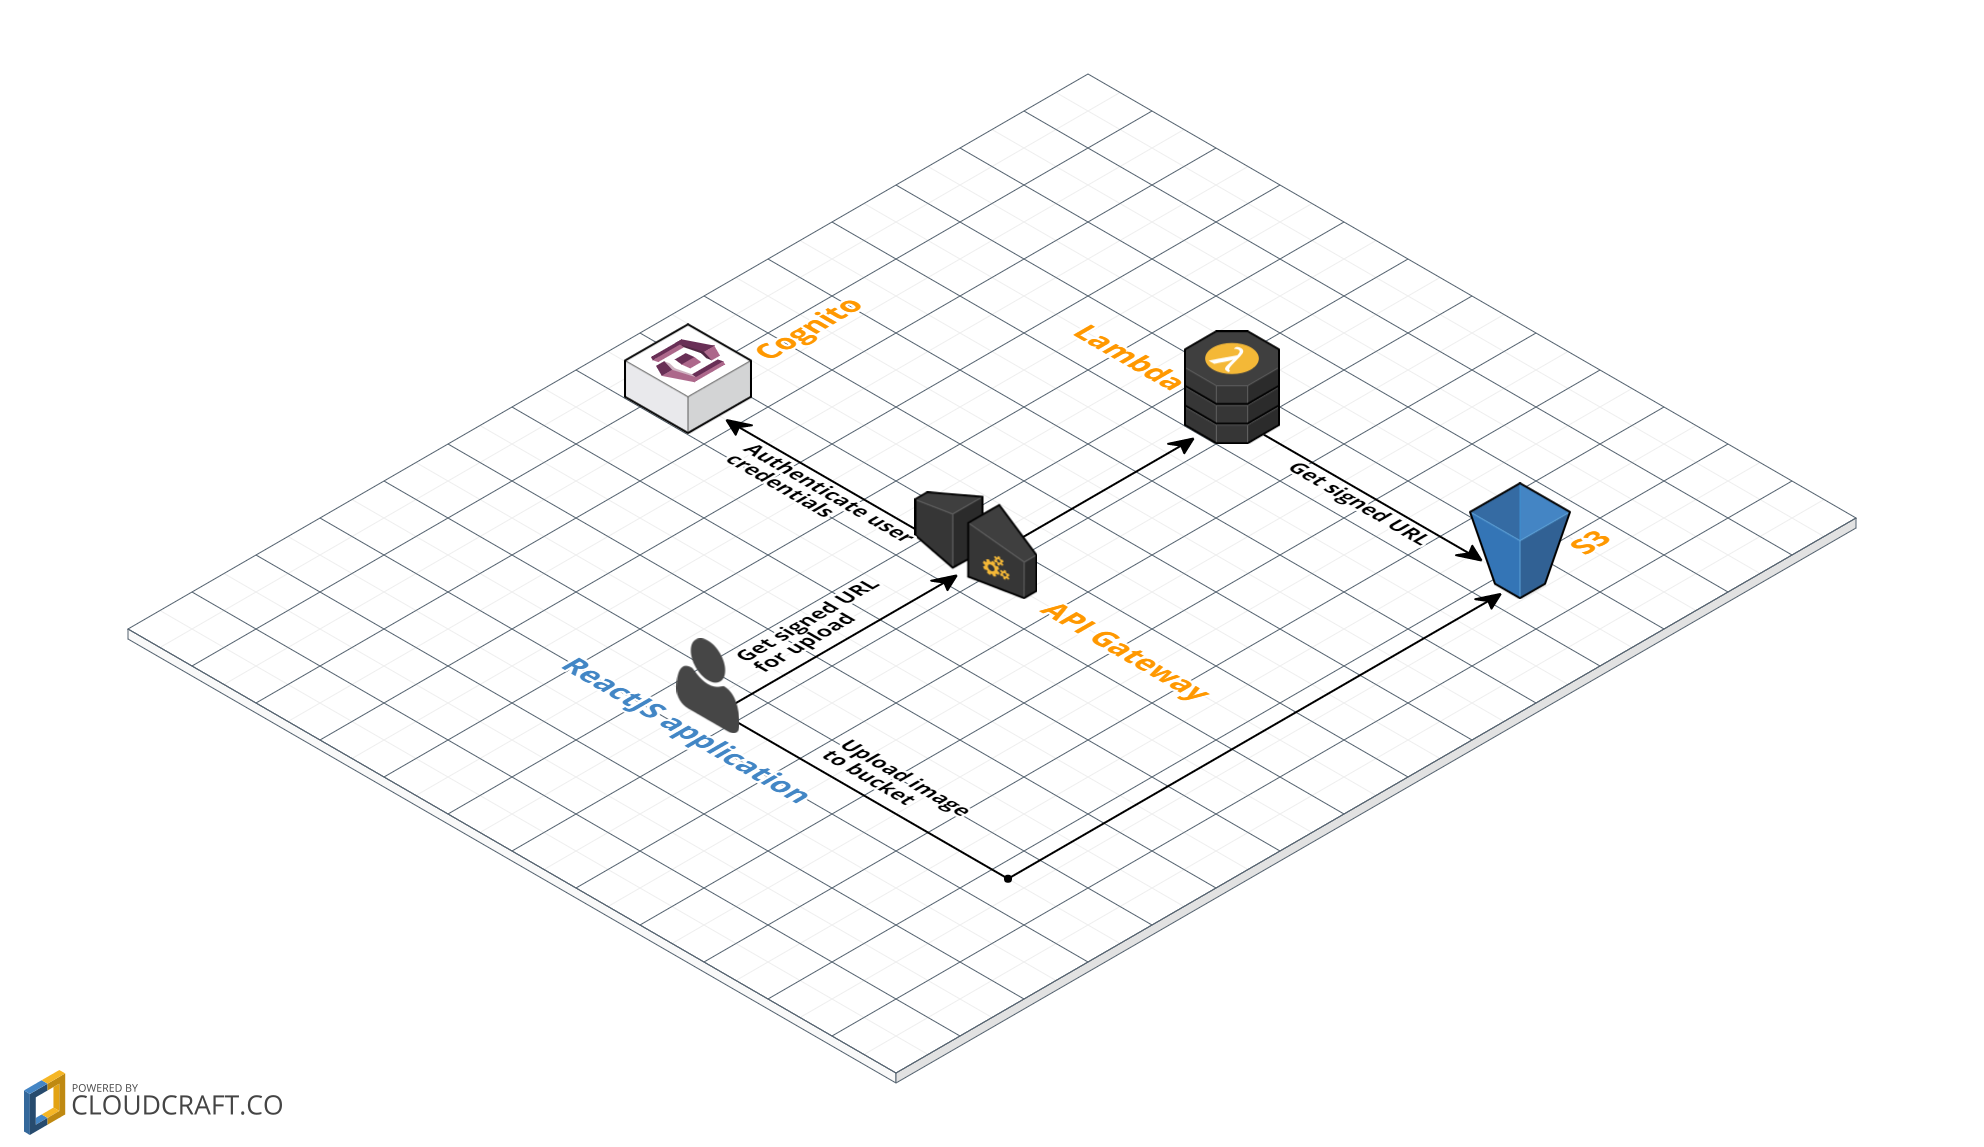 Cognito
Lambda
Authenticate user
credentials
Get signed URL
S3
Get signed URL
for upload
API Gateway
ReactJS-application
Upload image
to bucket
POWERED BY
CLOUDCRAFT.CO